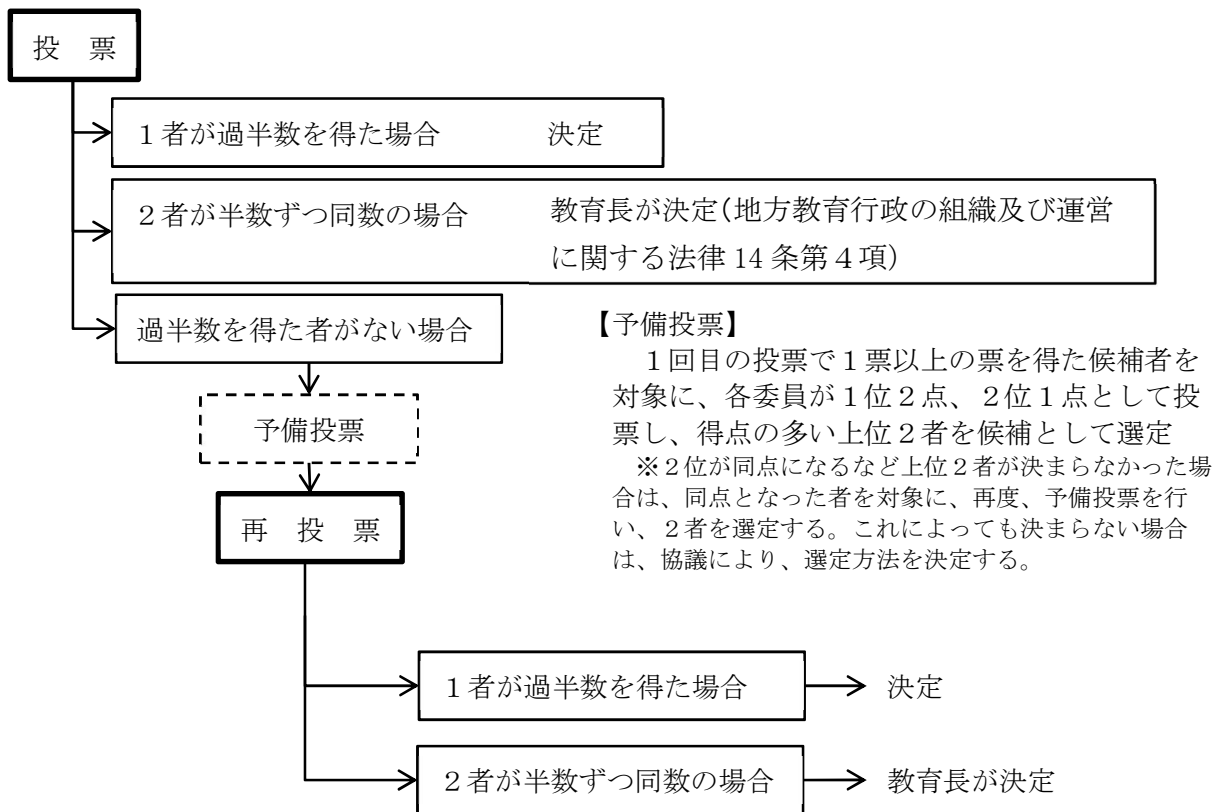 投　票
１者が過半数を得た場合　　　決定
２者が半数ずつ同数の場合　　　教育長が決定(地方教育行政の組織及び運営
に関する法律 14 条第４項)
過半数を得た者がない場合
【予備投票】
１回目の投票で１票以上の票を得た候補者を
対象に、各委員が１位２点、２位１点として投
票し、得点の多い上位２者を候補として選定
※２位が同点になるなど上位２者が決まらなかった場
合は、同点となった者を対象に、再度、予備投票を行
い、２者を選定する。これによっても決まらない場合
は、協議により、選定方法を決定する。
予備投票
再　投　票
１者が過半数を得た場合　決定
２者が半数ずつ同数の場合　教育長が決定